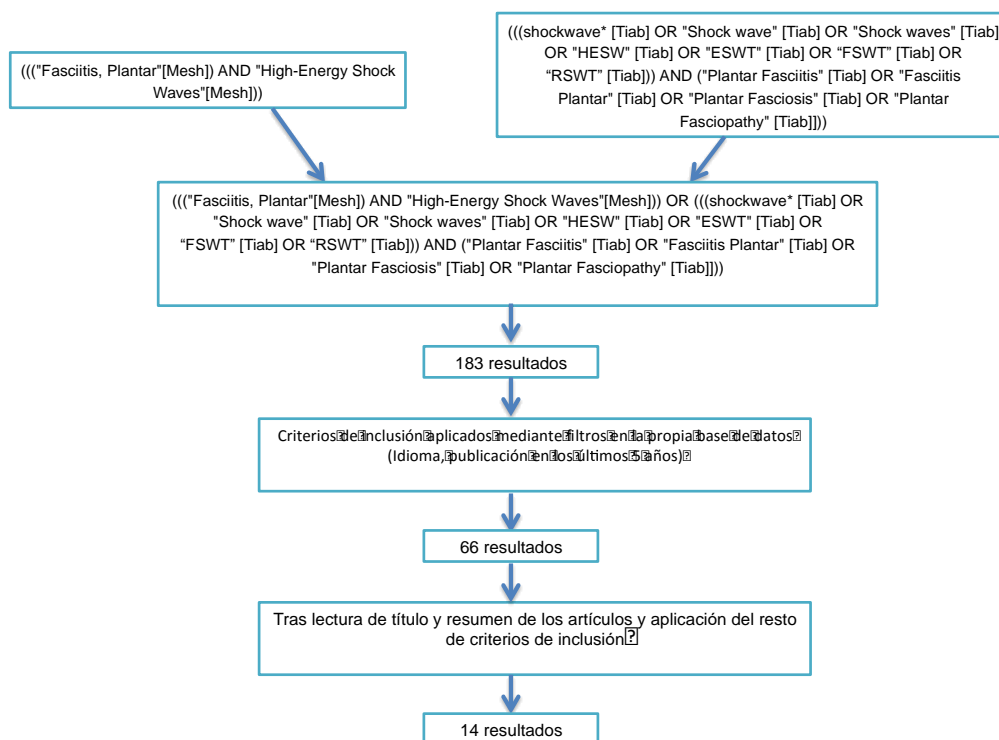 ((("Fasciitis, Plantar"[Mesh]) AND "High-Energy Shock
Waves"[Mesh]))
(((shockwave* [Tiab] OR "Shock wave" [Tiab] OR "Shock waves" [Tiab]
OR "HESW" [Tiab] OR "ESWT" [Tiab] OR “FSWT” [Tiab] OR
“RSWT” [Tiab])) AND ("Plantar Fasciitis" [Tiab] OR "Fasciitis
Plantar" [Tiab] OR "Plantar Fasciosis" [Tiab] OR "Plantar
Fasciopathy" [Tiab]]))
((("Fasciitis, Plantar"[Mesh]) AND "High-Energy Shock Waves"[Mesh])) OR (((shockwave* [Tiab] OR
"Shock wave" [Tiab] OR "Shock waves" [Tiab] OR "HESW" [Tiab] OR "ESWT" [Tiab] OR
“FSWT” [Tiab] OR “RSWT” [Tiab])) AND ("Plantar Fasciitis" [Tiab] OR "Fasciitis Plantar" [Tiab] OR
"Plantar Fasciosis" [Tiab] OR "Plantar Fasciopathy" [Tiab]]))
183 resultados
Criterios de inclusión aplicados mediante filtros en la propia base de datos
(Idioma, publicación en los últimos 5 años)
66 resultados
Tras lectura de título y resumen de los artículos y aplicación del resto
de criterios de inclusión
14 resultados